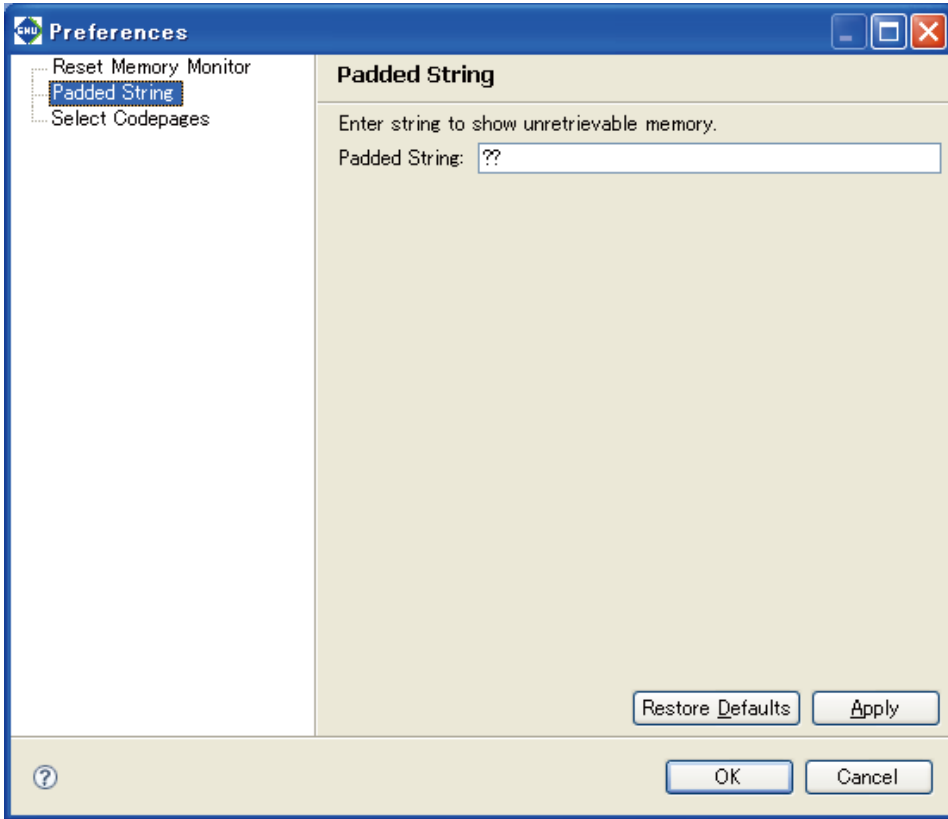 GNU Preferences
Reset Memory Monitor
Padded String
Select Codepages
Padded String
Enter string to show unretrievable memory.
Padded String: ??
Restore Defaults Apply
? OK Cancel